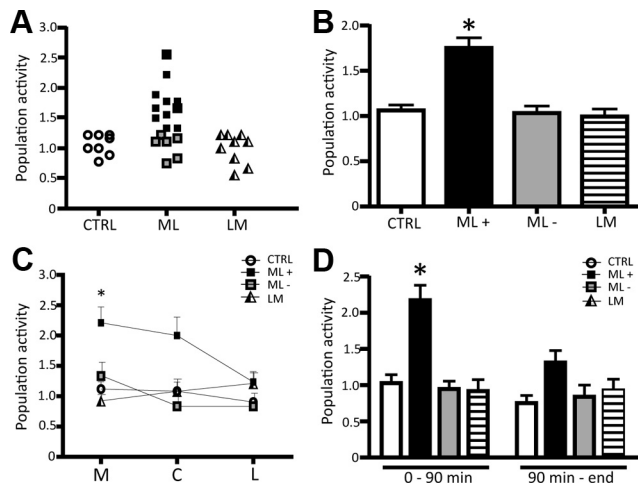 A
Population activity
3.0
2.5
2.0
1.5
1.0
0.5
CTRL ML LM
B
Population activity
2.0
1.5
1.0
0.5
0.0
*
CTRL ML + ML - LM
C
Population activity
3.0
2.5
2.0
1.5
1.0
0.5
0.0
*
CTRL
ML +
ML -
LM
M C L
D
Population activity
2.5
2.0
1.5
1.0
0.5
0.0
*
CTRL
ML +
ML -
LM
0 - 90 min 90 min - end